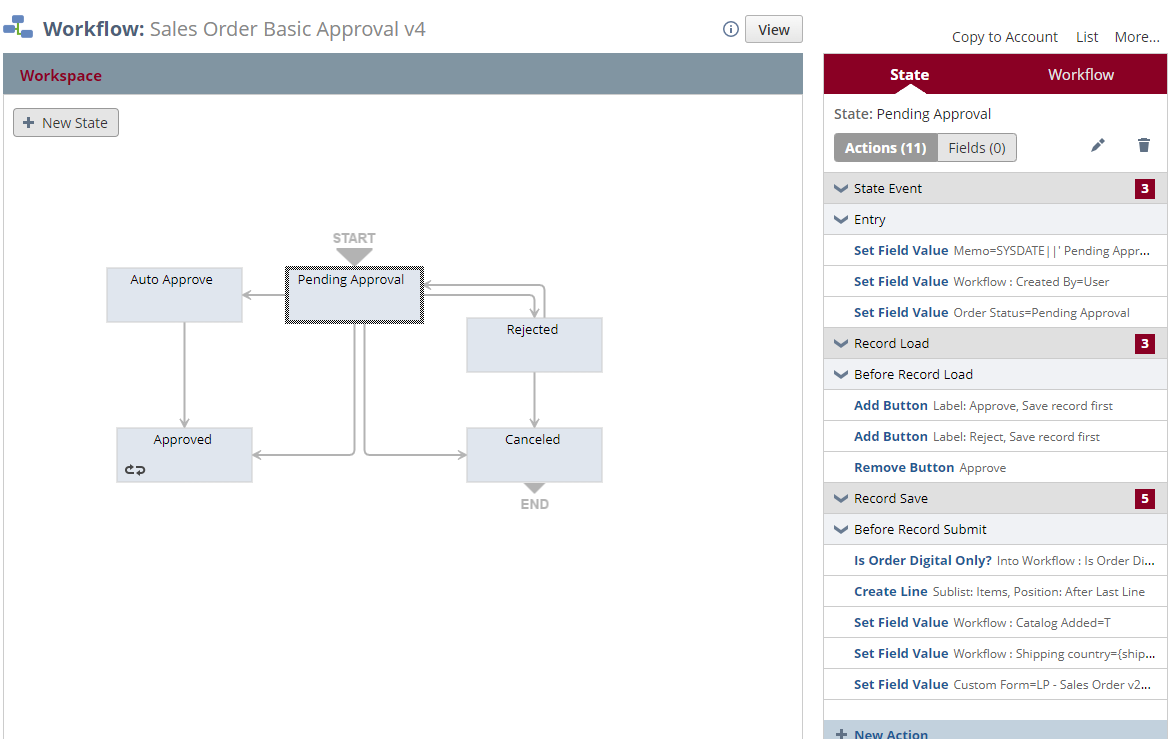 Workflow: Sales Order Basic Approval v4
View
Copy to Account List More...
Workspace
New State
START
Auto Approve
Pending Approval
Rejected
Approved
Canceled
END
State Workflow
State: Pending Approval
Actions (11) Fields (0)
State Event 3
Entry
Set Field Value Memo=SYSDATE||' Pending Appr...
Set Field Value Workflow : Created By=User
Set Field Value Order Status=Pending Approval
Record Load 3
Before Record Load
Add Button Label: Approve, Save record first
Add Button Label: Reject, Save record first
Remove Button Approve
Record Save 5
Before Record Submit
Is Order Digital Only? Into Workflow : Is Order Di...
Create Line Sublist: Items, Position: After Last Line
Set Field Value Workflow : Catalog Added=T
Set Field Value Workflow : Shipping country={ship...
Set Field Value Custom Form=LP - Sales Order v2...
New Action